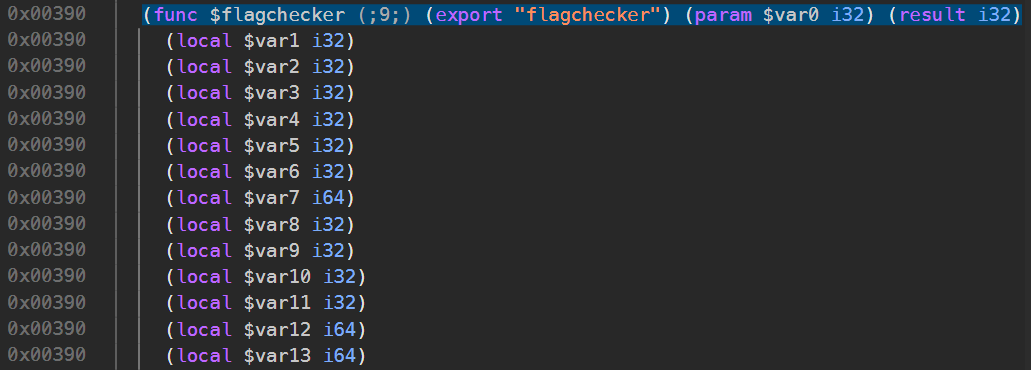 0x00390 (func $flagchecker (;9;) (export "flagchecker") (param $var0 i32) (result i32)
0x00390 (local $var1 i32)
0x00390 (local $var2 i32)
0x00390 (local $var3 i32)
0x00390 (local $var4 i32)
0x00390 (local $var5 i32)
0x00390 (local $var6 i32)
0x00390 (local $var7 i64)
0x00390 (local $var8 i32)
0x00390 (local $var9 i32)
0x00390 (local $var10 i32)
0x00390 (local $var11 i32)
0x00390 (local $var12 i64)
0x00390 (local $var13 i64)